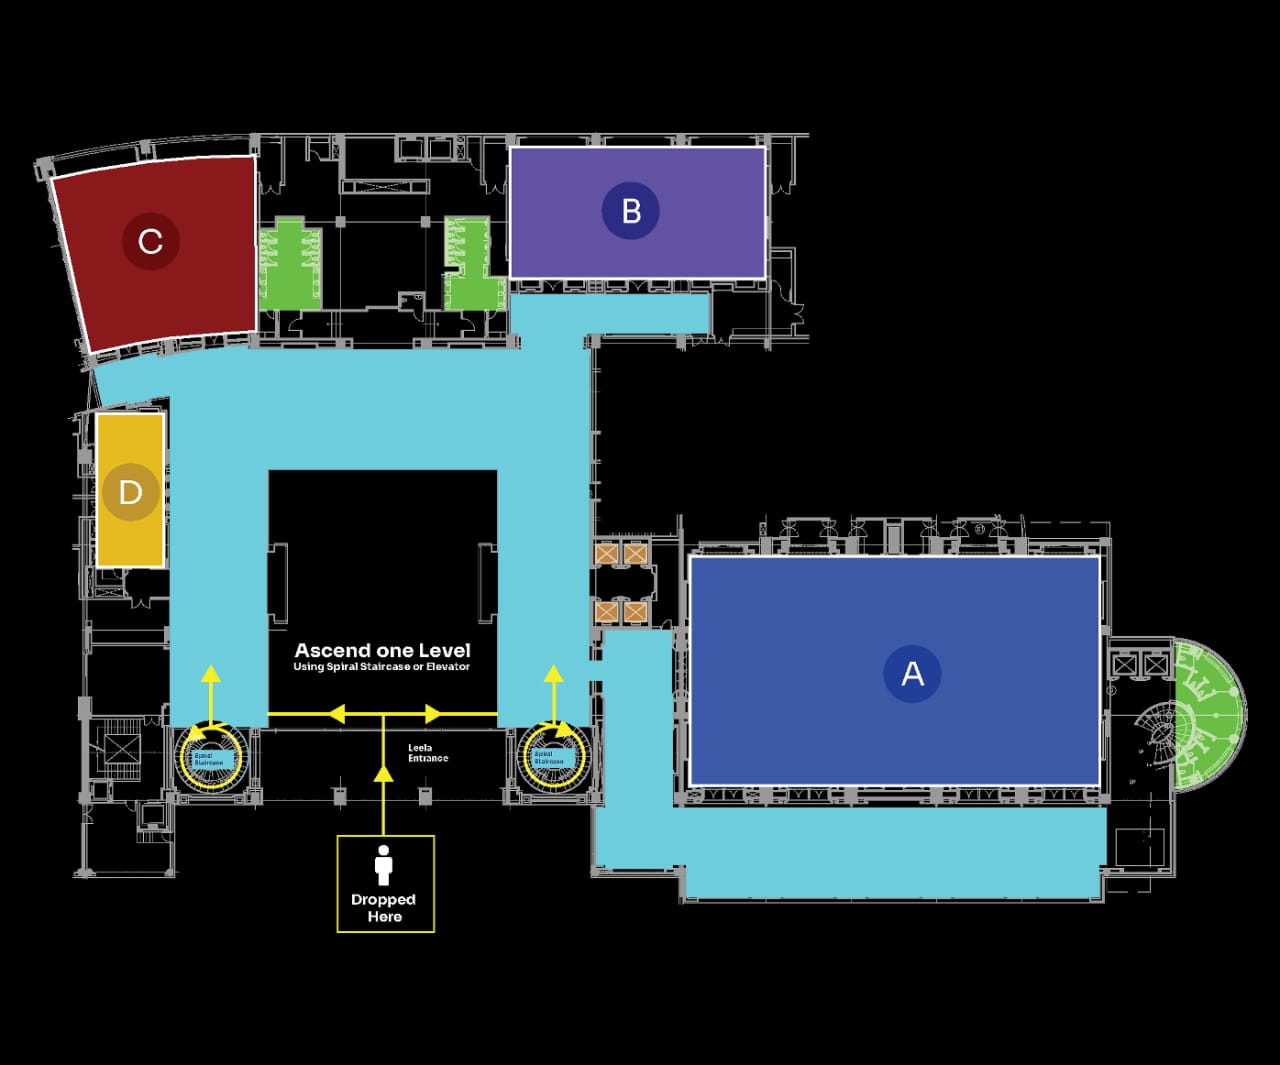 C
B
D
Ascend one Level
Using Spiral Staircase or Elevator
A
Leela
Entrance
Spiral
Staircase
Spiral
Staircase
Dropped
Here